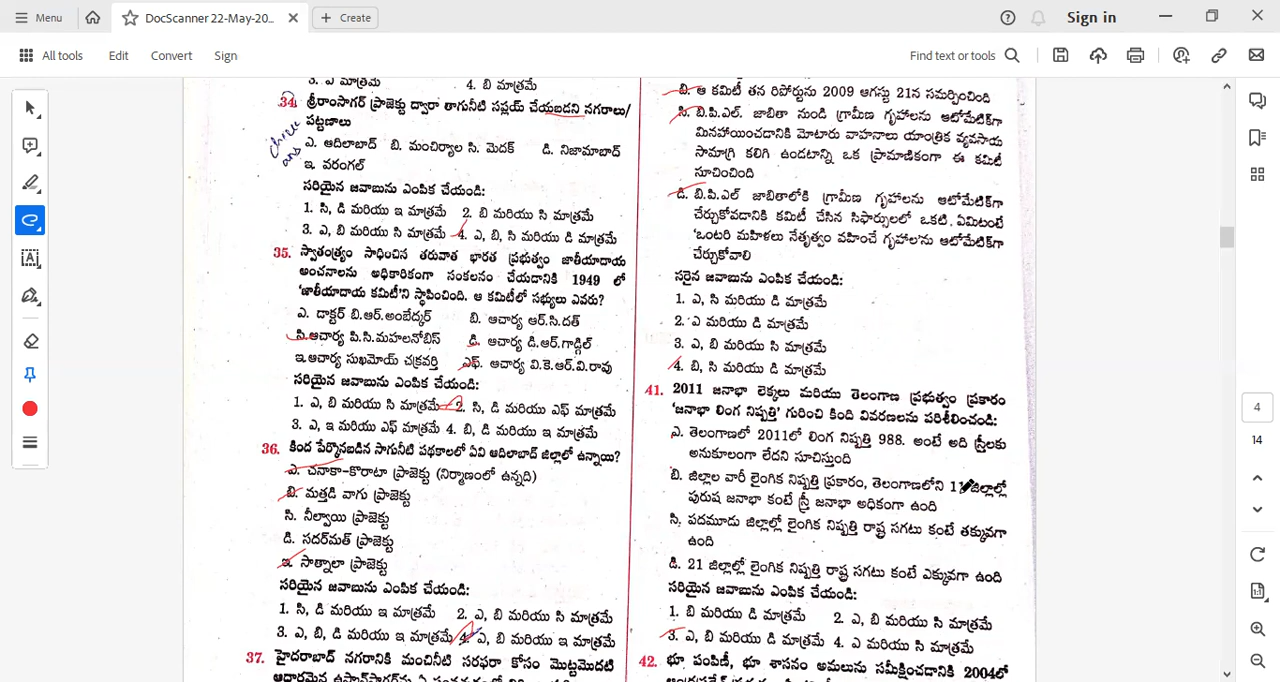 Menu
DocScanner 22-May-20...
Create
Sign in
All tools
Edit
Convert
Sign
Find text or tools
3. ఎ మాత్రమే 4. బి మాత్రమే
34. శ్రీరాంసాగర్ ప్రాజెక్టు ద్వారా తాగునీటి సప్లయ్ చేయబడని నగరాలు/
పట్టణాలు
ఎ. ఆదిలాబాద్ బి. మంచిర్యాల సి. మెదక్ డి. నిజామాబాద్
ఇ. వరంగల్
సరియైన జవాబును ఎంపిక చేయండి:
1. సి, డి మరియు ఇ మాత్రమే 2. బి మరియు సి మాత్రమే
3. ఎ, బి మరియు సి మాత్రమే 4. ఎ, బి, సి మరియు డి మాత్రమే
35. స్వాతంత్ర్యం సాధించిన తరువాత భారత ప్రభుత్వం జాతీయాదాయ
అంచనాలను అధికారికంగా సంకలనం చేయడానికి 1949 లో
'జాతీయాదాయ కమిటీ'ని స్థాపించింది. ఆ కమిటీలో సభ్యులు ఎవరు?
ఎ. డాక్టర్ బి.ఆర్.అంబేద్కర్ బి. ఆచార్య ఆర్.సి.దత్
సి.ఆచార్య పి.సి.మహలనోబిస్ డి. ఆచార్య డి.ఆర్.గాడ్గిల్
ఇ.ఆచార్య సుఖమోయ్ చక్రవర్తి ఎఫ్. ఆచార్య వి.కె.ఆర్.వి.రావు
సరియైన జవాబును ఎంపిక చేయండి:
1. ఎ, బి మరియు సి మాత్రమే 2. సి, డి మరియు ఎఫ్ మాత్రమే
3. ఎ, ఇ మరియు ఎఫ్ మాత్రమే 4. బి, డి మరియు ఇ మాత్రమే
36. కింద పేర్కొనబడిన సాగునీటి పథకాలలో ఏవి ఆదిలాబాద్ జిల్లాలో ఉన్నాయి?
ఎ. చనాకా-కొరాటా ప్రాజెక్టు (నిర్మాణంలో ఉన్నది)
బి. మత్తడి వాగు ప్రాజెక్టు
సి. నీల్వాయి ప్రాజెక్టు
డి. సదర్‌మత్ ప్రాజెక్టు
ఇ. సాత్నాలా ప్రాజెక్టు
సరియైన జవాబును ఎంపిక చేయండి:
1. సి, డి మరియు ఇ మాత్రమే 2. ఎ, బి మరియు సి మాత్రమే
3. ఎ, బి, డి మరియు ఇ మాత్రమే 4. ఎ, బి మరియు ఇ మాత్రమే
37. హైదరాబాద్ నగరానికి మంచినీటి సరఫరా కోసం మొట్టమొదటి
బి. ఆ కమిటీ తన రిపోర్టును 2009 ఆగస్టు 21న సమర్పించింది
సి. బి.పి.ఎల్. జాబితా నుండి గ్రామీణ గృహాలను ఆటోమేటిక్‌గా
మినహాయించడానికి మోటారు వాహనాలు యాంత్రిక వ్యవసాయ
సామాగ్రి కలిగి ఉండటాన్ని ఒక ప్రామాణికంగా ఈ కమిటీ
సూచించింది
డి. బి.పి.ఎల్ జాబితాలోకి గ్రామీణ గృహాలను ఆటోమేటిక్‌గా
చేర్చుకోవడానికి కమిటీ చేసిన సిఫార్సులలో ఒకటి. ఏమిటంటే
'ఒంటరి మహిళలు నేతృత్వం వహించే గృహాల'ను ఆటోమేటిక్‌గా
చేర్చుకోవాలి
సరైన జవాబును ఎంపిక చేయండి:
1. ఎ, సి మరియు డి మాత్రమే
2. ఎ మరియు డి మాత్రమే
3. ఎ, బి మరియు సి మాత్రమే
4. బి, సి మరియు డి మాత్రమే
41. 2011 జనాభా లెక్కలు మరియు తెలంగాణ ప్రభుత్వం ప్రకారం
'జనాభా లింగ నిష్పత్తి' గురించి కింది వివరణలను పరిశీలించండి:
ఎ. తెలంగాణలో 2011లో లింగ నిష్పత్తి 988. అంటే అది స్త్రీలకు
అనుకూలంగా లేదని సూచిస్తుంది
బి. జిల్లాల వారీ లైంగిక నిష్పత్తి ప్రకారం, తెలంగాణలోని జిల్లాల్లో
పురుష జనాభా కంటే స్త్రీ జనాభా అధికంగా ఉంది
సి. పదమూడు జిల్లాల్లో లైంగిక నిష్పత్తి రాష్ట్ర సగటు కంటే తక్కువగా
ఉంది
డి. 21 జిల్లాల్లో లైంగిక నిష్పత్తి రాష్ట్ర సగటు కంటే ఎక్కువగా ఉంది
సరియైన జవాబును ఎంపిక చేయండి:
1. బి మరియు డి మాత్రమే 2. ఎ, బి మరియు సి మాత్రమే
3. ఎ, బి మరియు డి మాత్రమే 4. ఎ మరియు సి మాత్రమే
42. భూ పంపిణీ, భూ శాసనం అమలును సమీక్షించడానికి 2004లో
4
14